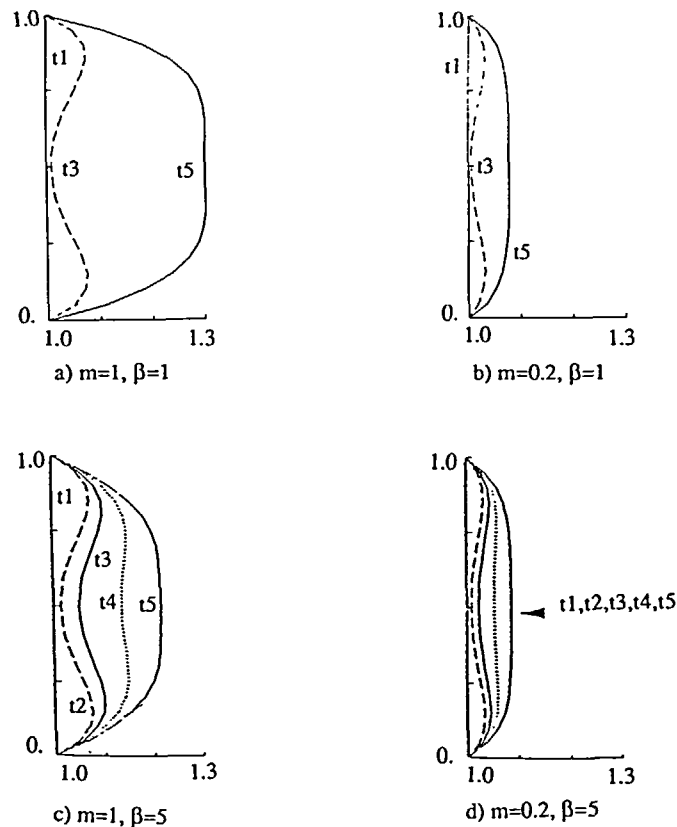 1.0
t1
t3
t5
0.
1.0
1.3
a) m=1, β=1
1.0
t1
t3
t5
0.
1.0
1.3
b) m=0.2, β=1
1.0
t1
t3
t4
t5
t2
0.
1.0
1.3
c) m=1, β=5
1.0
t1,t2,t3,t4,t5
0.
1.0
1.3
d) m=0.2, β=5